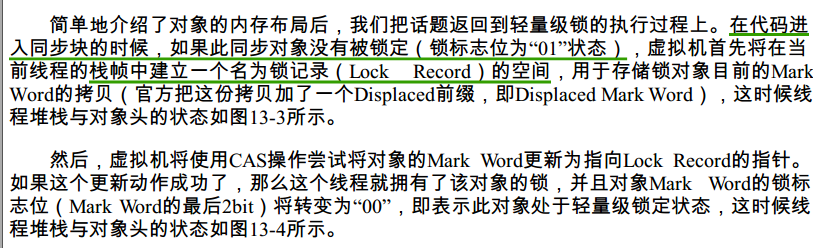 简单地介绍了对象的内存布局后，我们把话题返回到轻量级锁的执行过程上。在代码进
入同步块的时候，如果此同步对象没有被锁定（锁标志位为“01”状态），虚拟机首先将在当
前线程的栈帧中建立一个名为锁记录（Lock Record）的空间，用于存储锁对象目前的Mark
Word的拷贝（官方把这份拷贝加了一个Displaced前缀，即Displaced Mark Word），这时候线
程堆栈与对象头的状态如图13-3所示。
然后，虚拟机将使用CAS操作尝试将对象的Mark Word更新为指向Lock Record的指针。
如果这个更新动作成功了，那么这个线程就拥有了该对象的锁，并且对象Mark Word的锁标
志位（Mark Word的最后2bit）将转变为“00”，即表示此对象处于轻量级锁定状态，这时候线
程堆栈与对象头的状态如图13-4所示。